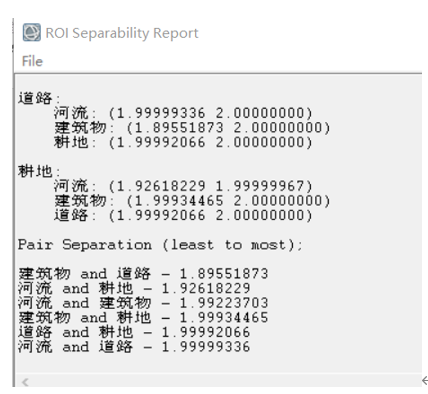 ROI Separability Report
File
道路:
河流: (1.99999336 2.00000000)
建筑物: (1.89551873 2.00000000)
耕地: (1.99992066 2.00000000)
耕地:
河流: (1.92618229 1.99999967)
建筑物: (1.99934465 2.00000000)
道路: (1.99992066 2.00000000)
Pair Separation (least to most);
建筑物 and 道路 - 1.89551873
河流 and 耕地 - 1.92618229
河流 and 建筑物 - 1.99223703
建筑物 and 耕地 - 1.99934465
道路 and 耕地 - 1.99992066
河流 and 道路 - 1.99999336